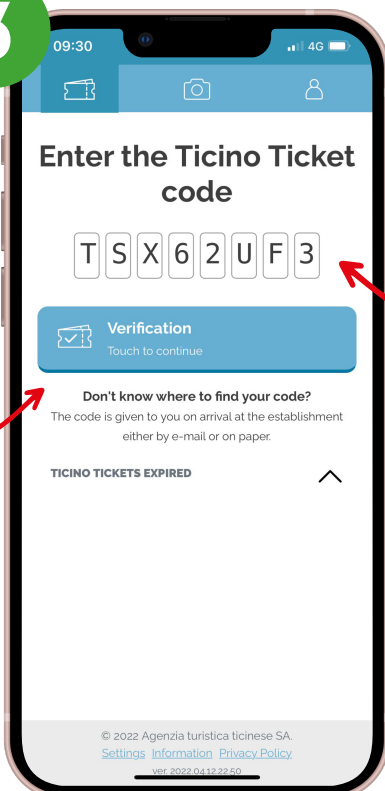 3
09:30
4G
Enter the Ticino Ticket
code
TSX62UF3
Verification
Touch to continue
Don't know where to find your code?
The code is given to you on arrival at the establishment
either by e-mail or on paper.
TICINO TICKETS EXPIRED
© 2022 Agenzia turistica ticinese SA.
Settings Information Privacy Policy
ver. 2022.04.12.22.50